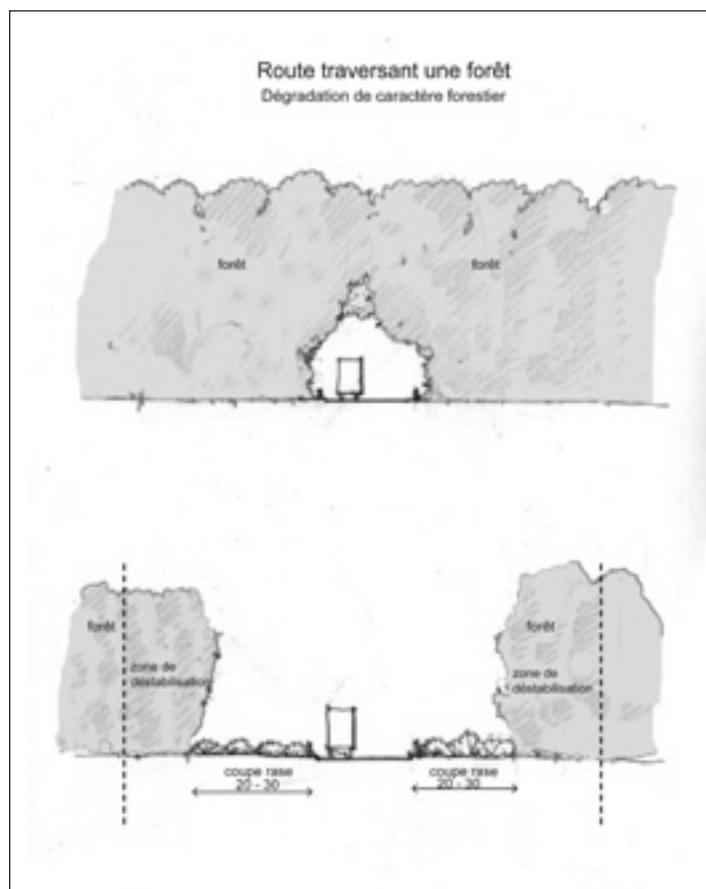 Route traversant une forêt
Dégradation de caractère forestier
forêt
forêt
forêt
forêt
zone de
déstabilisation
zone de
déstabilisation
coupe rase
20 - 30
coupe rase
20 - 30